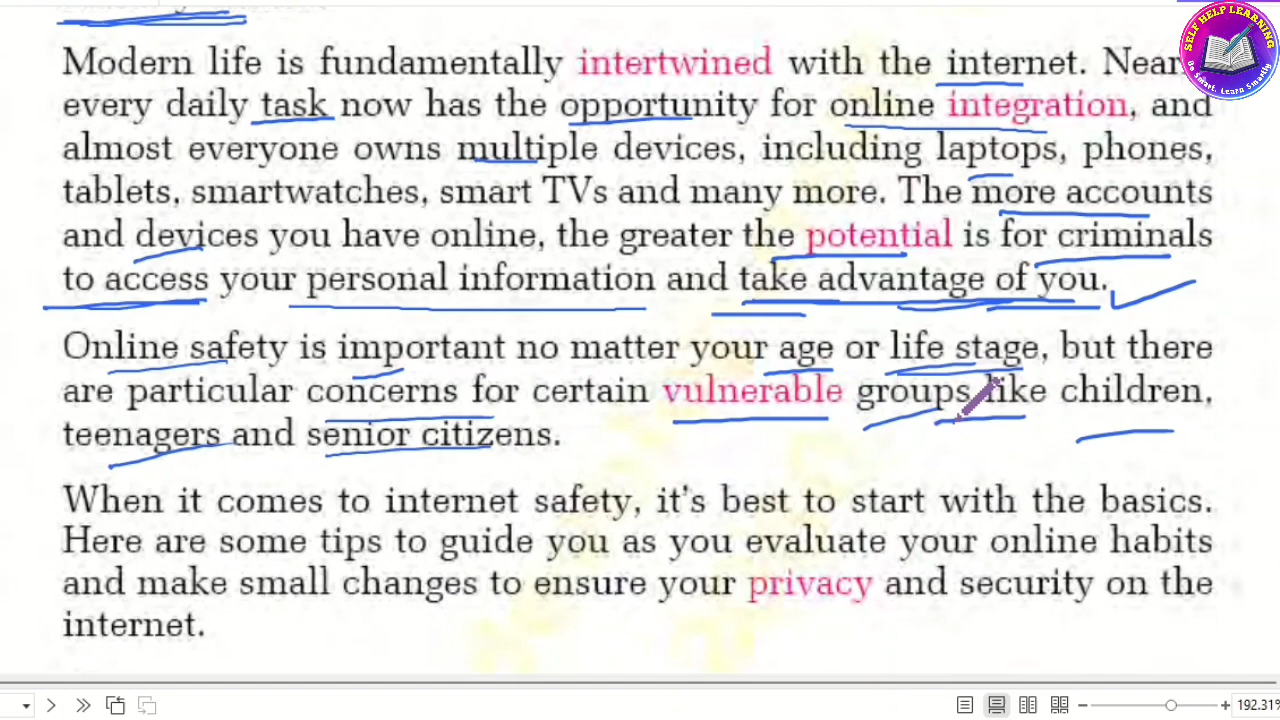 SELF HELP LEARNING
Be Smart, Learn Smartly
Modern life is fundamentally intertwined with the internet.
every daily task now has the opportunity for online integration, and
almost everyone owns multiple devices, including laptops, phones,
tablets, smartwatches, smart TVs and many more. The more accounts
and devices you have online, the greater the potential is for criminals
to access your personal information and take advantage of you.
Online safety is important no matter your age or life stage, but there
are particular concerns for certain vulnerable groups like children,
teenagers and senior citizens.
When it comes to internet safety, it's best to start with the basics.
Here are some tips to guide you as you evaluate your online habits
and make small changes to ensure your privacy and security on the
internet.
192.31%